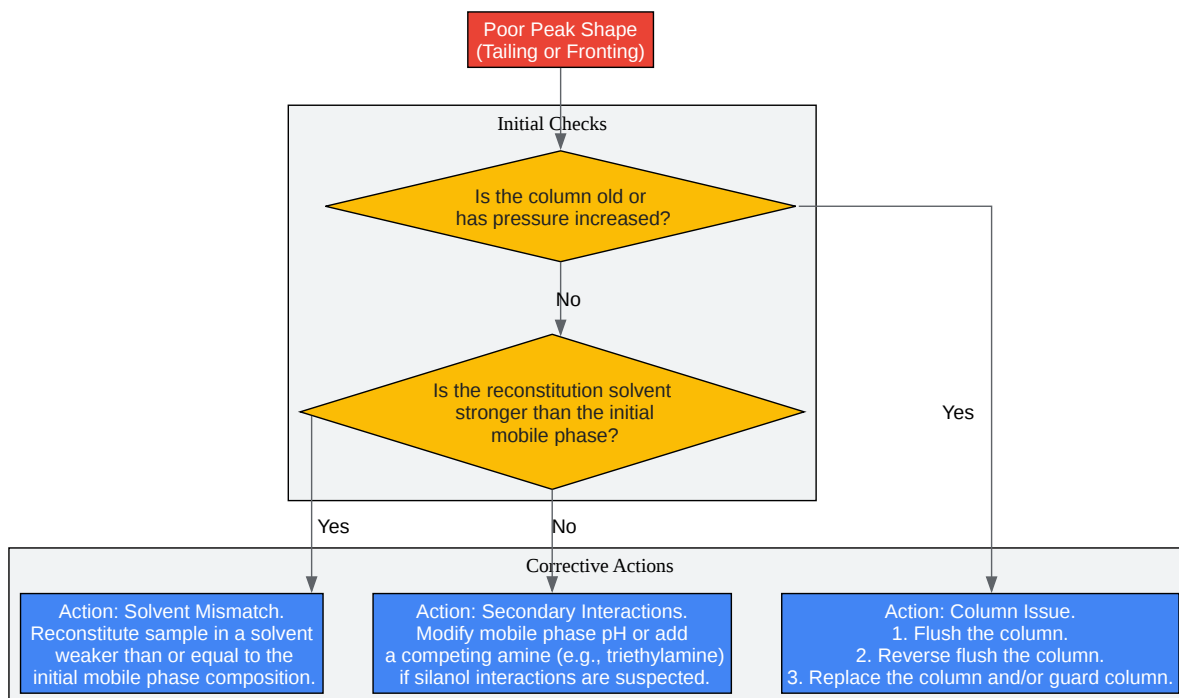 Poor Peak Shape
(Tailing or Fronting)
Initial Checks
Is the column old or
has pressure increased?
No
Is the reconstitution solvent
stronger than the initial
mobile phase?
Yes
Yes
No
Corrective Actions
Action: Solvent Mismatch.
Reconstitute sample in a solvent
weaker than or equal to the
initial mobile phase composition.
Action: Secondary Interactions.
Modify mobile phase pH or add
a competing amine (e.g., triethylamine)
if silanol interactions are suspected.
Action: Column Issue.
1. Flush the column.
2. Reverse flush the column.
3. Replace the column and/or guard column.